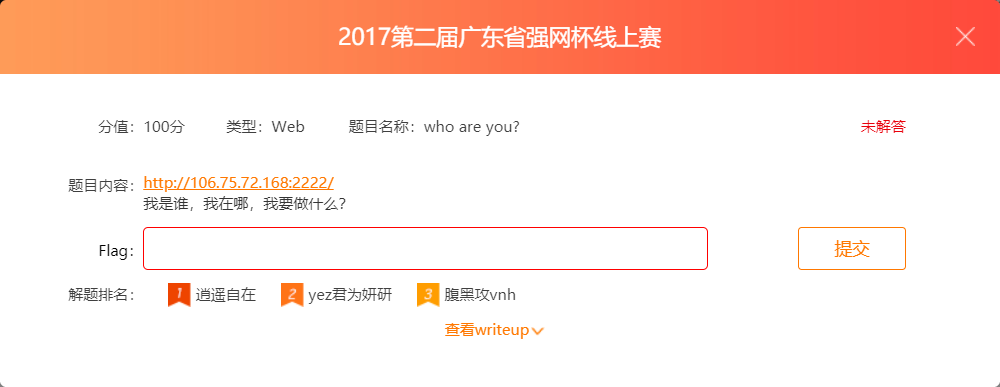 2017第二届广东省强网杯线上赛
分值：100分 类型：Web 题目名称：who are you? 未解答
题目内容：http://106.75.72.168:2222/
我是谁，我在哪，我要做什么？
Flag： 提交
解题排名： 1 逍遥自在 2 yez君为妍研 3 腹黑攻vnh
查看writeup